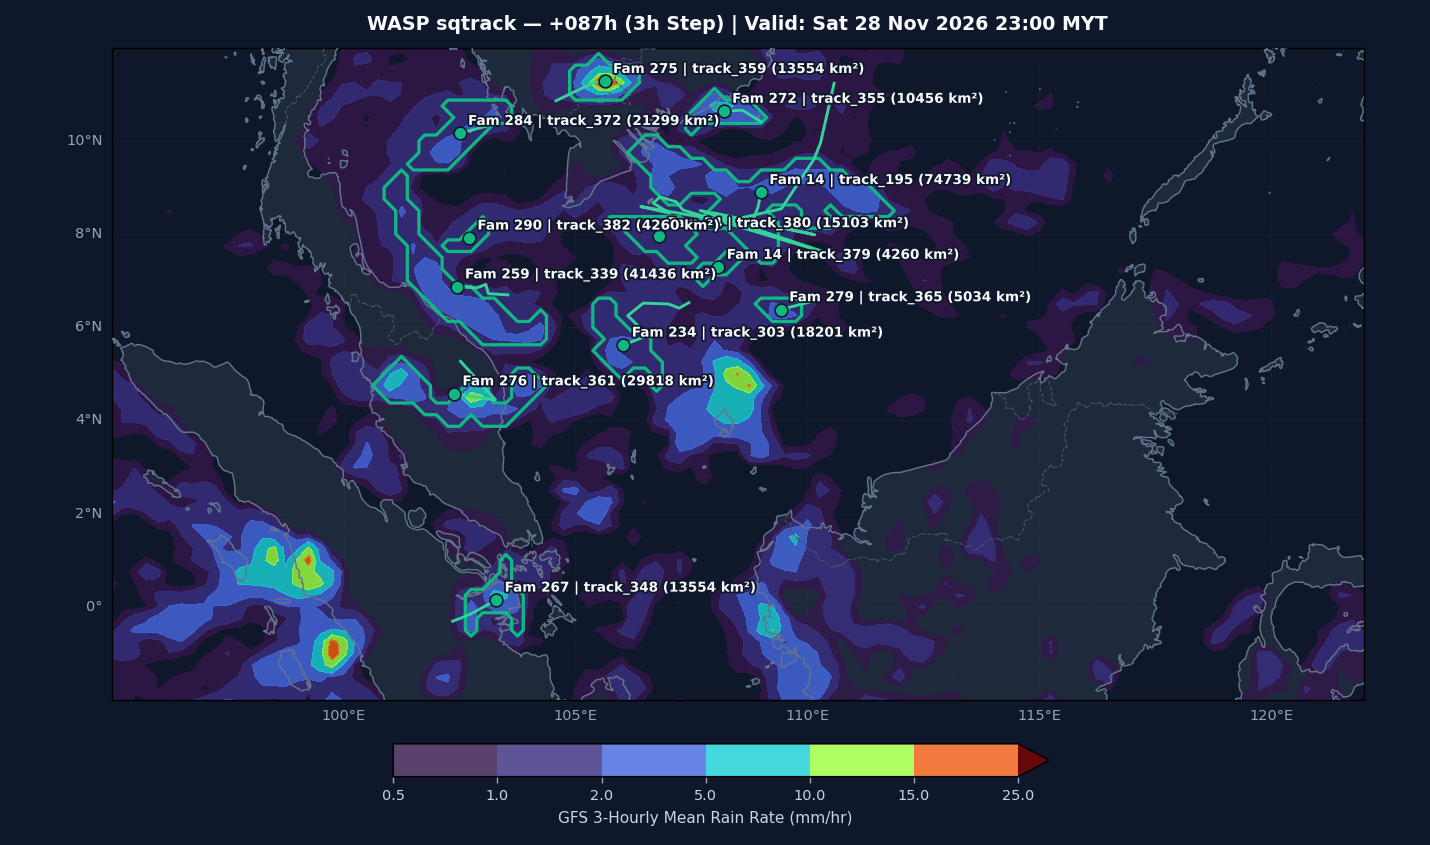 WASP sqtrack — +087h (3h Step) | Valid: Sat 28 Nov 2026 23:00 MYT
Fam 275 | track_359 (13554 km²)
Fam 272 | track_355 (10456 km²)
Fam 284 | track_372 (21299 km²)
10°N
Fam 14 | track_195 (74739 km²)
Fam 290 | track_382 (4260 km²)
| track_380 (15103 km²)
8°N
Fam 14 | track_379 (4260 km²)
Fam 259 | track_339 (41436 km²)
Fam 279 | track_365 (5034 km²)
6°N
Fam 234 | track_303 (18201 km²)
Fam 276 | track_361 (29818 km²)
4°N
2°N
Fam 267 | track_348 (13554 km²)
0°
100°E 105°E 110°E 115°E 120°E
0.5 1.0 2.0 5.0 10.0 15.0 25.0
GFS 3-Hourly Mean Rain Rate (mm/hr)